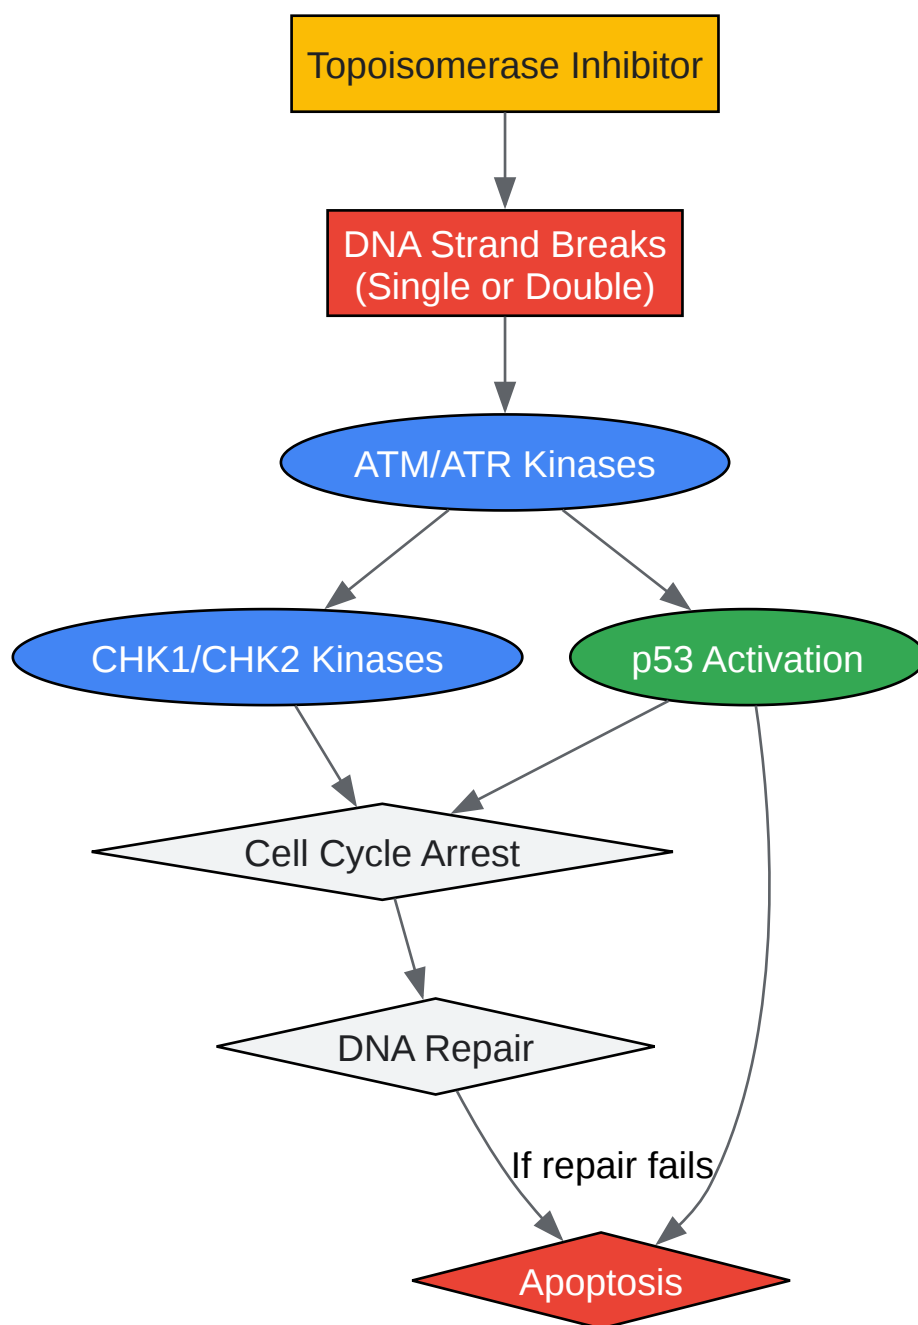 Topoisomerase Inhibitor
DNA Strand Breaks
(Single or Double)
ATM/ATR Kinases
CHK1/CHK2 Kinases
p53 Activation
Cell Cycle Arrest
DNA Repair
If repair fails
Apoptosis